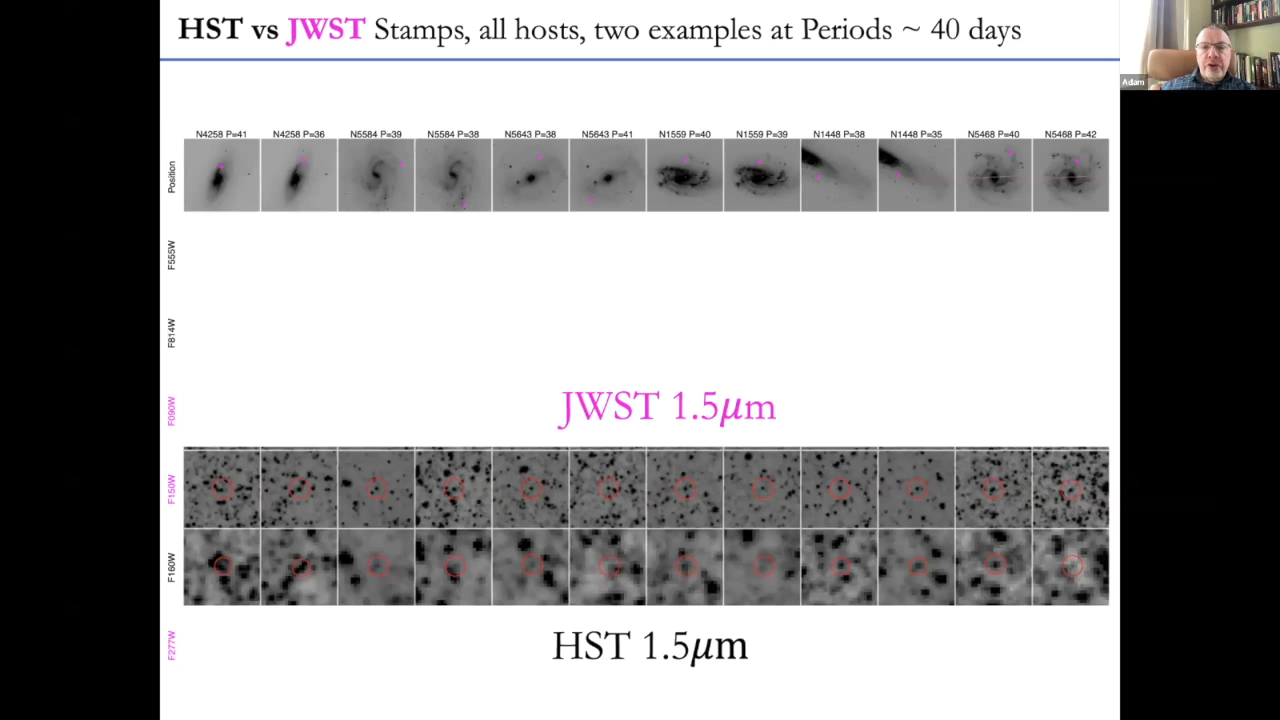 HST vs JWST Stamps, all hosts, two examples at Periods ~ 40 days
Adam
N4258 P=41 N4258 P=36 N5584 P=39 N5584 P=38 N5643 P=38 N5643 P=41 N1559 P=40 N1559 P=39 N1448 P=38 N1448 P=35 N5468 P=40 N5468 P=42
Position
F555W
F814W
F090W
JWST 1.5μm
F150W
F160W
HST 1.5μm
F277W